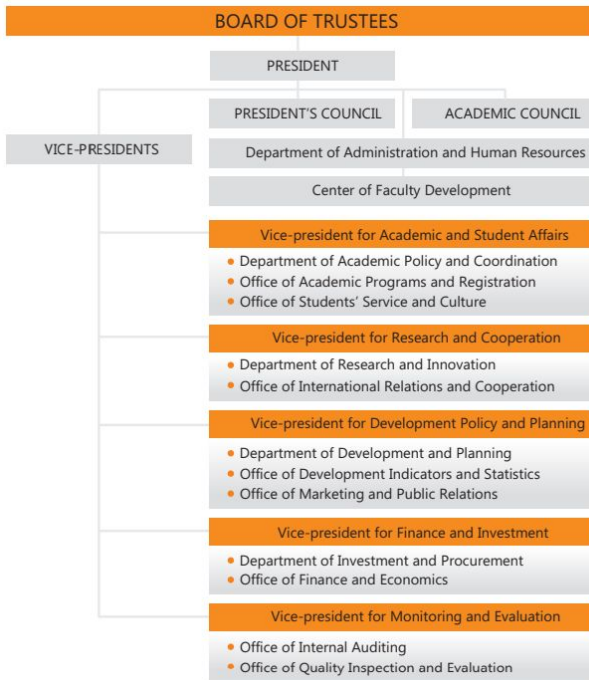 BOARD OF TRUSTEES
PRESIDENT
PRESIDENT'S COUNCIL
ACADEMIC COUNCIL
VICE-PRESIDENTS
Department of Administration and Human Resources
Center of Faculty Development
Vice-president for Academic and Student Affairs
Department of Academic Policy and Coordination
Office of Academic Programs and Registration
Office of Students' Service and Culture
Vice-president for Research and Cooperation
Department of Research and Innovation
Office of International Relations and Cooperation
Vice-president for Development Policy and Planning
Department of Development and Planning
Office of Development Indicators and Statistics
Office of Marketing and Public Relations
Vice-president for Finance and Investment
Department of Investment and Procurement
Office of Finance and Economics
Vice-president for Monitoring and Evaluation
Office of Internal Auditing
Office of Quality Inspection and Evaluation